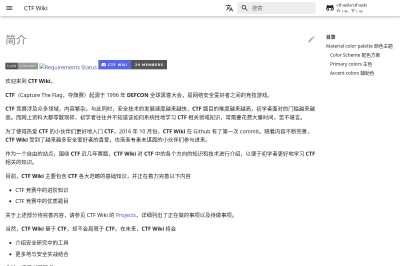 CTF Wiki
搜索
ctf-wiki/ctf-wiki
简介
目录
Material color palette 颜色主题
Color Scheme 配色方案
Primary colors 主色
Accent colors 辅助色
Requirements Status
CTF WIKI
欢迎来到 CTF Wiki。
CTF（Capture The Flag，夺旗赛）起源于 1996 年 DEFCON 全球黑客大会，是网络安全爱好者之间的竞技游戏。
CTF 竞赛涉及众多领域，内容繁杂。与此同时，安全技术的发展速度越来越快，CTF 题目的难度越来越高，初学者面对的门槛越来越
高。而网上资料大都零散琐碎，初学者往往并不知道该如何系统性地学习 CTF 相关领域知识，常需要花费大量时间，苦不堪言。
为了使得热爱 CTF 的小伙伴们更好地入门 CTF，2016 年 10 月份，CTF Wiki 在 Github 有了第一次 commit。随着内容不断完善，
CTF Wiki 受到了越来越多安全爱好者的喜爱，也渐渐有素未谋面的小伙伴们参与进来。
作为一个自由的站点，围绕 CTF 近几年赛题，CTF Wiki 对 CTF 中的各个方向的知识和技术进行介绍，以便于初学者更好地学习 CTF
相关的知识。
目前，CTF Wiki 主要包含 CTF 各大范畴的基础知识，并正在着力完善以下内容
CTF 竞赛中的进阶知识
CTF 竞赛中的优质题目
关于上述部分待完善内容，请参见 CTF Wiki 的 Projects，详细列出了正在做的事项以及待做事项。
当然，CTF Wiki 基于 CTF，却不会局限于 CTF，在未来，CTF Wiki 将会
介绍安全研究中的工具
更多地与安全实战结合